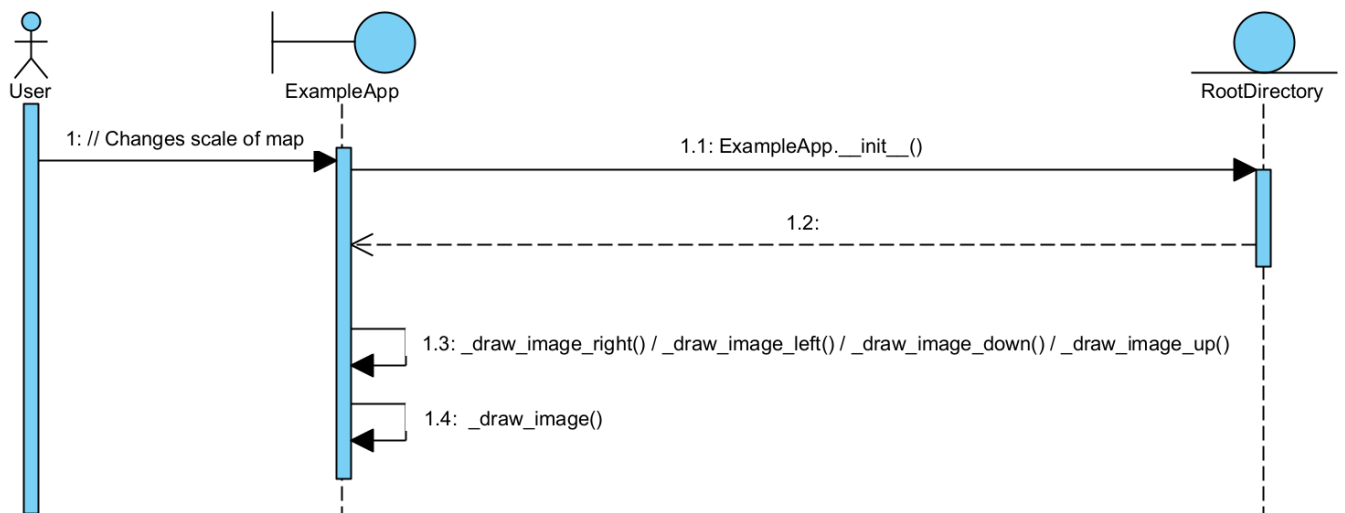 User
ExampleApp
RootDirectory
1: // Changes scale of map
1.1: ExampleApp.__init__()
1.2:
1.3: _draw_image_right() / _draw_image_left() / _draw_image_down() / _draw_image_up()
1.4: _draw_image()